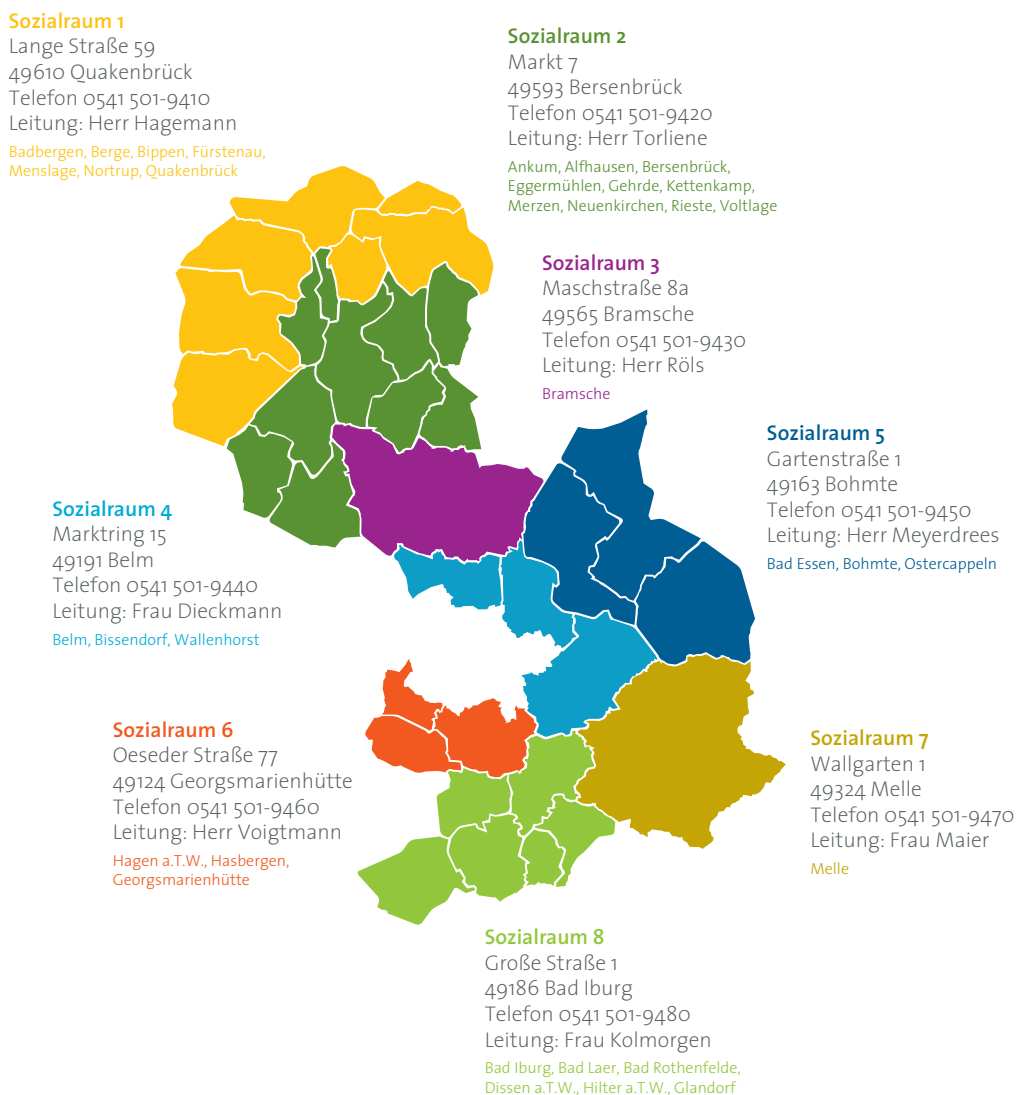 Sozialraum 1
Lange Straße 59
49610 Quakenbrück
Telefon 0541 501-9410
Leitung: Herr Hagemann
Badbergen, Berge, Bippen, Fürstenau,
Menslage, Nortrup, Quakenbrück
Sozialraum 2
Markt 7
49593 Bersenbrück
Telefon 0541 501-9420
Leitung: Herr Torliene
Ankum, Alfhausen, Bersenbrück,
Eggermühlen, Gehrde, Kettenkamp,
Merzen, Neuenkirchen, Rieste, Voltlage
Sozialraum 3
Maschstraße 8a
49565 Bramsche
Telefon 0541 501-9430
Leitung: Herr Röls
Bramsche
Sozialraum 4
Marktring 15
49191 Belm
Telefon 0541 501-9440
Leitung: Frau Dieckmann
Belm, Bissendorf, Wallenhorst
Sozialraum 5
Gartenstraße 1
49163 Bohmte
Telefon 0541 501-9450
Leitung: Herr Meyerdrees
Bad Essen, Bohmte, Ostercappeln
Sozialraum 6
Oeseder Straße 77
49124 Georgsmarienhütte
Telefon 0541 501-9460
Leitung: Herr Voigtmann
Hagen a.T.W., Hasbergen,
Georgsmarienhütte
Sozialraum 7
Wallgarten 1
49324 Melle
Telefon 0541 501-9470
Leitung: Frau Maier
Melle
Sozialraum 8
Große Straße 1
49186 Bad Iburg
Telefon 0541 501-9480
Leitung: Frau Kolmorgen
Bad Iburg, Bad Laer, Bad Rothenfelde,
Dissen a.T.W., Hilter a.T.W., Glandorf